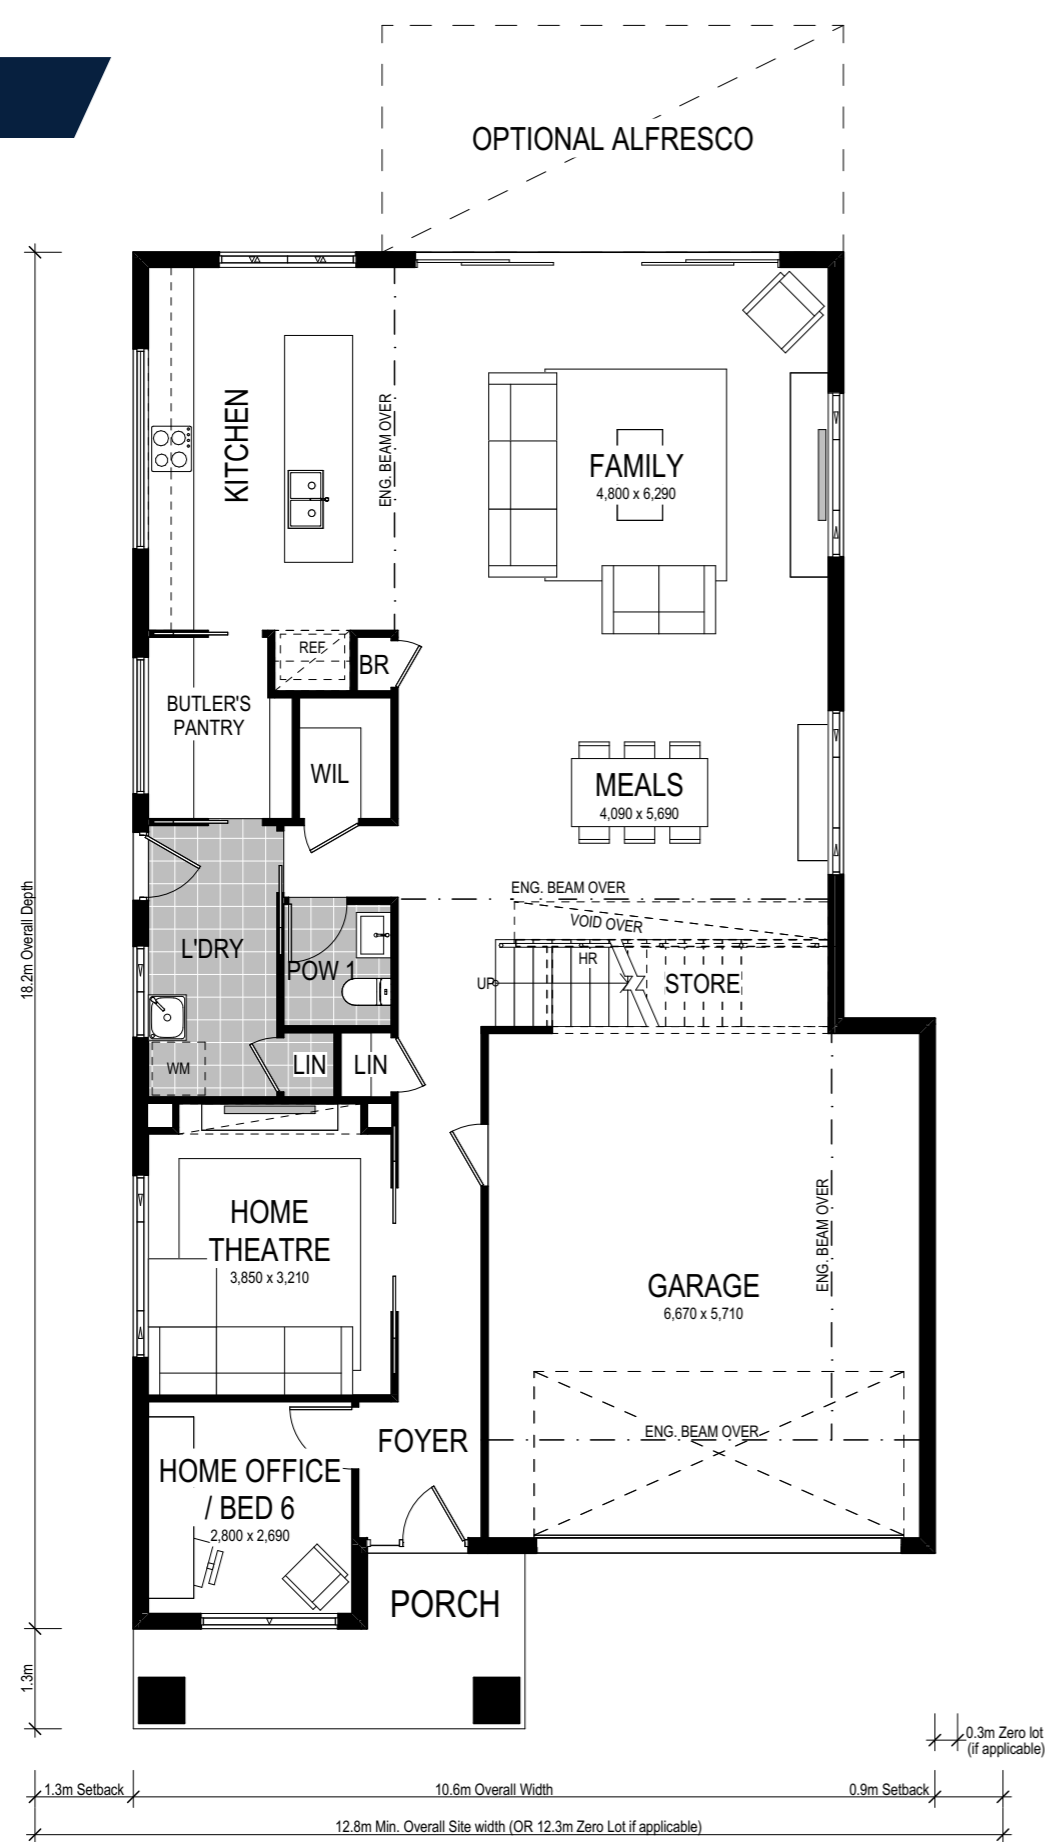 OPTIONAL ALFRESCO
KITCHEN
ENG. BEAM OVER
FAMILY
4,800 x 6,290
REF
BR
BUTLER'S
PANTRY
WIL
MEALS
4,090 x 5,690
ENG. BEAM OVER
VOID OVER
18.2m Overall Depth
L'DRY
POW 1
HR
UP
STORE
WM
LIN
LIN
HOME
THEATRE
3,850 x 3,210
ENG. BEAM OVER
GARAGE
6,670 x 5,710
ENG. BEAM OVER
FOYER
HOME OFFICE
/ BED 6
2,800 x 2,690
PORCH
1.3m
0.3m Zero lot
(if applicable)
1.3m Setback
10.6m Overall Width
0.9m Setback
12.8m Min. Overall Site width (OR 12.3m Zero Lot if applicable)